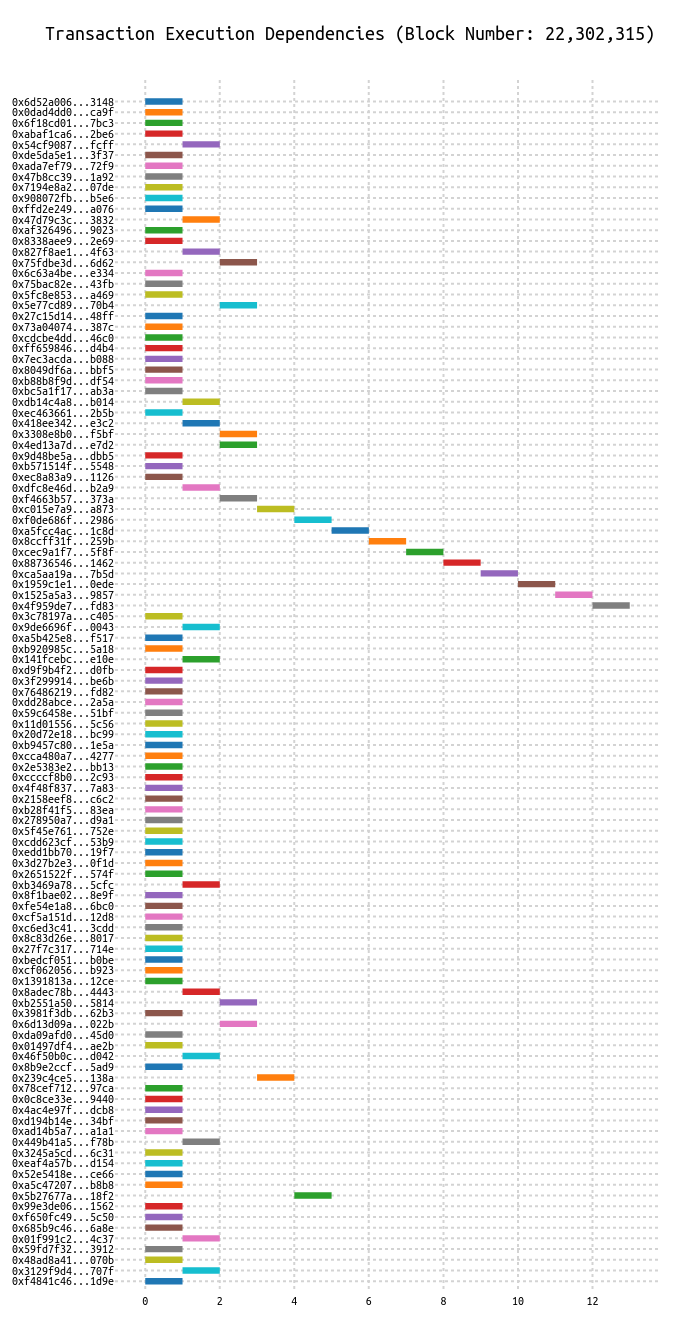 Transaction Execution Dependencies (Block Number: 22,302,315)
0x6d52a006...3148
0x0dad4dd0...ca9f
0x6f18cd01...7bc3
0xabaf1ca6...2be6
0x54cf9087...fcff
0xde5da5e1...3f37
0xada7ef79...72f9
0x47b8cc39...1a92
0x7194e8a2...07de
0x908072fb...b5e6
0xffd2e249...a076
0x47d79c3c...3832
0xaf326496...9023
0x8338aee9...2e69
0x827f8ae1...4f63
0x75fdbe3d...6d62
0x6c63a4be...e334
0x75bac82e...43fb
0x5fc8e853...a469
0x5e77cd89...70b4
0x27c15d14...48ff
0x73a04074...387c
0xcdcbe4dd...46c0
0xff659846...d4b4
0x7ec3acda...b088
0x8049df6a...bbf5
0xb88b8f9d...df54
0xbc5a1f17...ab3a
0xdb14c4a8...b014
0xec463661...2b5b
0x418ee342...e3c2
0x3308e8b0...f5bf
0x4ed13a7d...e7d2
0x9d48be5a...dbb5
0xb571514f...5548
0xec8a83a9...1126
0xdfc8e46d...b2a9
0xf4663b57...373a
0xc015e7a9...a873
0xf0de686f...2986
0xa5fcc4ac...1c8d
0x8ccff31f...259b
0xcec9a1f7...5f8f
0x88736546...1462
0xca5aa19a...7b5d
0x1959c1e1...0ede
0x1525a5a3...9857
0x4f959de7...fd83
0x3c78197a...c405
0x9de6696f...0043
0xa5b425e8...f517
0xb920985c...5a18
0x141fcebc...e10e
0xd9f9b4f2...d0fb
0x3f299914...be6b
0x76486219...fd82
0xdd28abce...2a5a
0x59c6458e...51bf
0x11d01556...5c56
0x20d72e18...bc99
0xb9457c80...1e5a
0xcca480a7...4277
0x2e5383e2...bb13
0xccccf8b0...2c93
0x4f48f837...7a83
0x2158eef8...c6c2
0xb28f41f5...83ea
0x278950a7...d9a1
0x5f45e761...752e
0xcdd623cf...53b9
0xedd1bb70...19f7
0x3d27b2e3...0f1d
0x2651522f...574f
0xb3469a78...5cfc
0x8f1bae02...8e9f
0xfe54e1a8...6bc0
0xcf5a151d...12d8
0xc6ed3c41...3cdd
0x8c83d26e...8017
0x27f7c317...714e
0xbedcf051...b0be
0xcf062056...b923
0x1391813a...12ce
0x8adec78b...4443
0xb2551a50...5814
0x3981f3db...62b3
0x6d13d09a...022b
0xda09afd0...45d0
0x01497df4...ae2b
0x46f50b0c...d042
0x8b9e2ccf...5ad9
0x239c4ce5...138a
0x78cef712...97ca
0x0c8ce33e...9440
0x4ac4e97f...dcb8
0xd194b14e...34bf
0xad14b5a7...a1a1
0x449b41a5...f78b
0x3245a5cd...6c31
0xeaf4a57b...d154
0x52e5418e...ce66
0xa5c47207...b8b8
0x5b27677a...18f2
0x99e3de06...1562
0xf650fc49...5c50
0x685b9c46...6a8e
0x01f991c2...4c37
0x59fd7f32...3912
0x48ad8a41...070b
0x3129f9d4...707f
0xf4841c46...1d9e
0 2 4 6 8 10 12